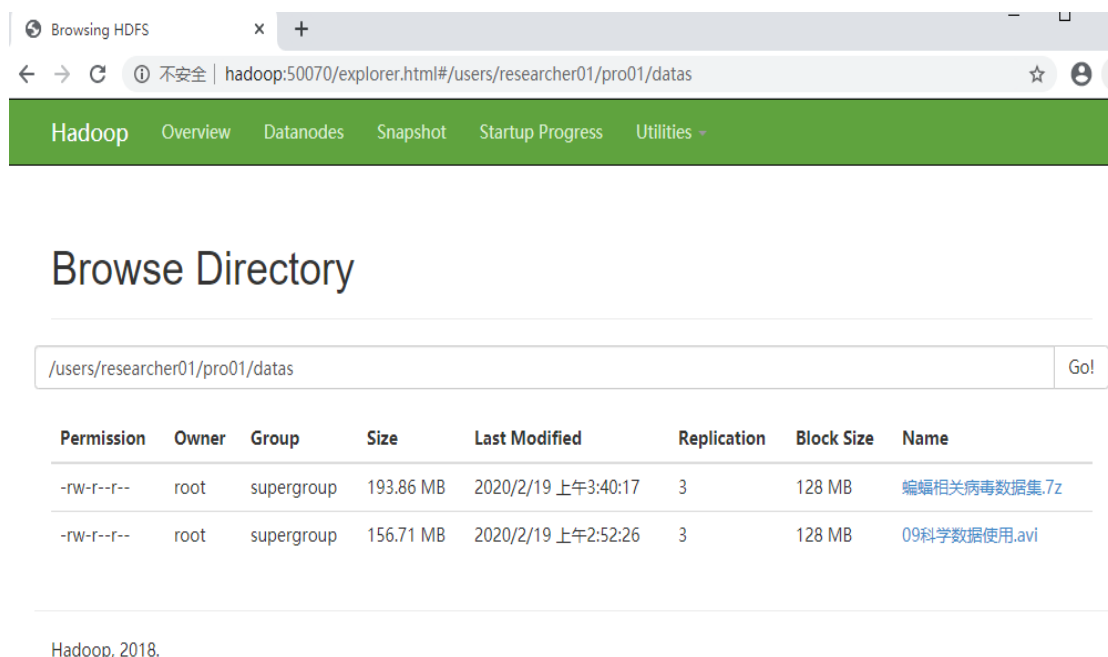 Browsing HDFS
不安全 | hadoop:50070/explorer.html#/users/researcher01/pro01/datas
Hadoop Overview Datanodes Snapshot Startup Progress Utilities
Browse Directory
/users/researcher01/pro01/datas Go!
Permission Owner Group Size Last Modified Replication Block Size Name
-rw-r--r-- root supergroup 193.86 MB 2020/2/19 上午3:40:17 3 128 MB 蝙蝠相关病毒数据集.7z
-rw-r--r-- root supergroup 156.71 MB 2020/2/19 上午2:52:26 3 128 MB 09科学数据使用.avi
Hadoop, 2018.